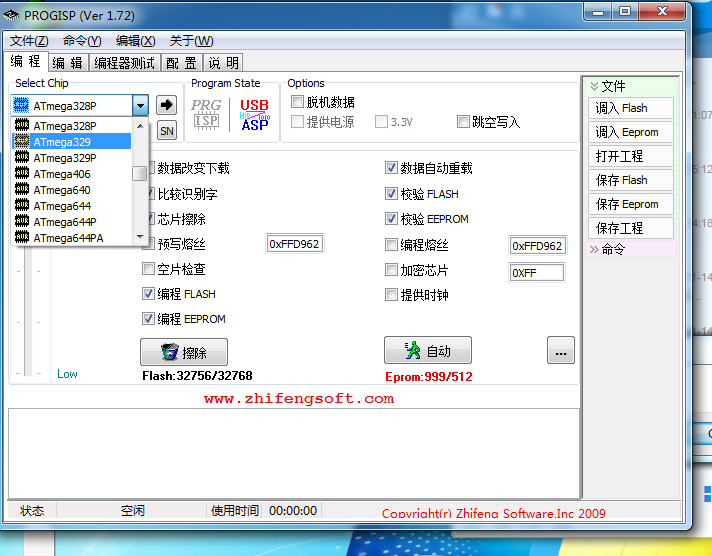 PROGISP (Ver 1.72)
文件(Z) 命令(Y) 编辑(X) 关于(W)
编 程 编 辑 编程器测试 配 置 说 明
Select Chip
ATmega328P
SN
ATmega328P
ATmega329
ATmega329P
ATmega406
ATmega640
ATmega644
ATmega644P
ATmega644PA
Program State
PRG
ISP
USB
ASP
Options
脱机数据
提供电源 3.3V 跳空写入
数据改变下载 数据自动重载
比较识别字 校验 FLASH
芯片擦除 校验 EEPROM
预写熔丝 0xFFD962 编程熔丝 0xFFD962
空片检查 加密芯片 0XFF
编程 FLASH 提供时钟
编程 EEPROM
擦除 自动 ...
Low
Flash:32756/32768 Eprom:999/512
www.zhifengsoft.com
文件
调入 Flash
调入 Eeprom
打开工程
保存 Flash
保存 Eeprom
保存工程
命令
状态 空闲 使用时间 00:00:00 Copyright(r) Zhifeng Software.Inc 2009